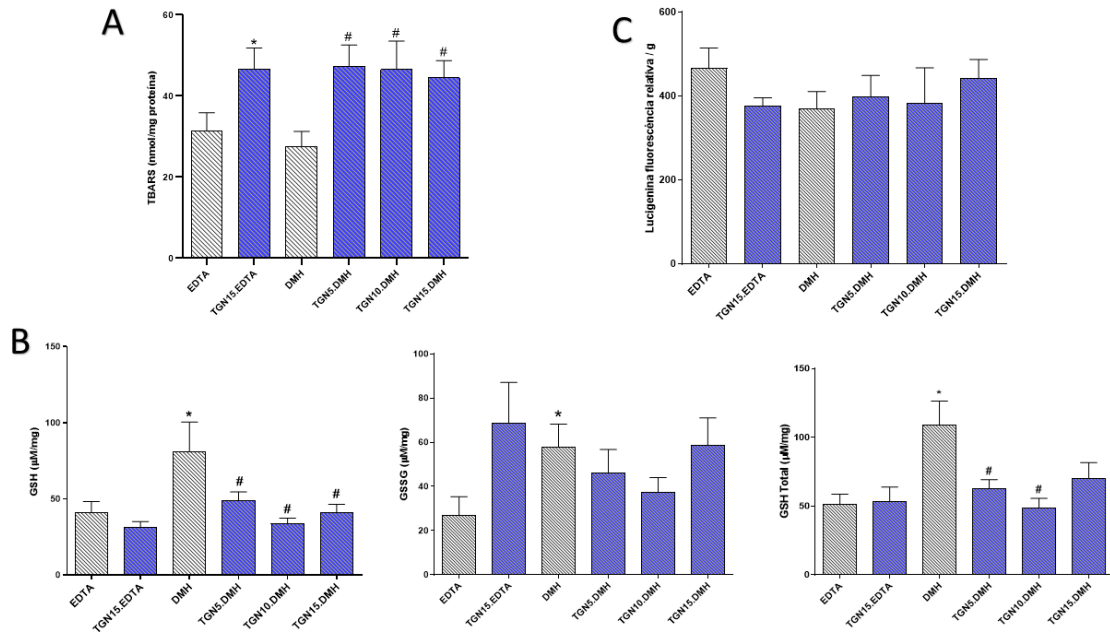 A
TBARS (nmol/mg proteína)
60
40
20
0
*
#
#
#
EDTA
TGN15.EDTA
DMH
TGN5.DMH
TGN10.DMH
TGN15.DMH
C
Lucigenina fluorescência relativa / g
600
400
200
0
EDTA
TGN15.EDTA
DMH
TGN5.DMH
TGN10.DMH
TGN15.DMH
B
GSH (µM/mg)
150
100
50
0
*
#
#
#
EDTA
TGN15.EDTA
DMH
TGN5.DMH
TGN10.DMH
TGN15.DMH
GSSG (µM/mg)
100
80
60
40
20
0
*
EDTA
TGN15.EDTA
DMH
TGN5.DMH
TGN10.DMH
TGN15.DMH
GSH Total (µM/mg)
150
100
50
0
*
#
#
EDTA
TGN15.EDTA
DMH
TGN5.DMH
TGN10.DMH
TGN15.DMH